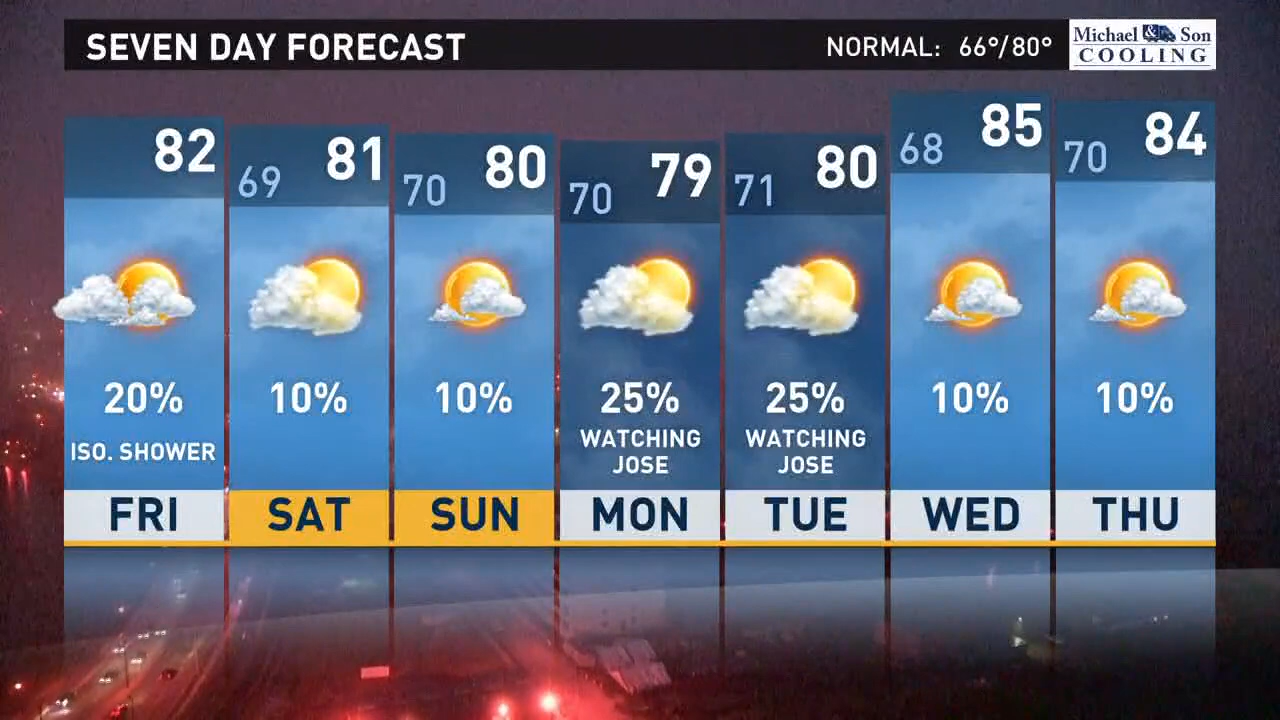 SEVEN DAY FORECAST
NORMAL: 66°/80°
Michael & Son
COOLING
82
69 81
70 80
70 79
71 80
68 85
70 84
20% 10% 10% 25% 25% 10% 10%
ISO. SHOWER
WATCHING
JOSE
WATCHING
JOSE
FRI SAT SUN MON TUE WED THU